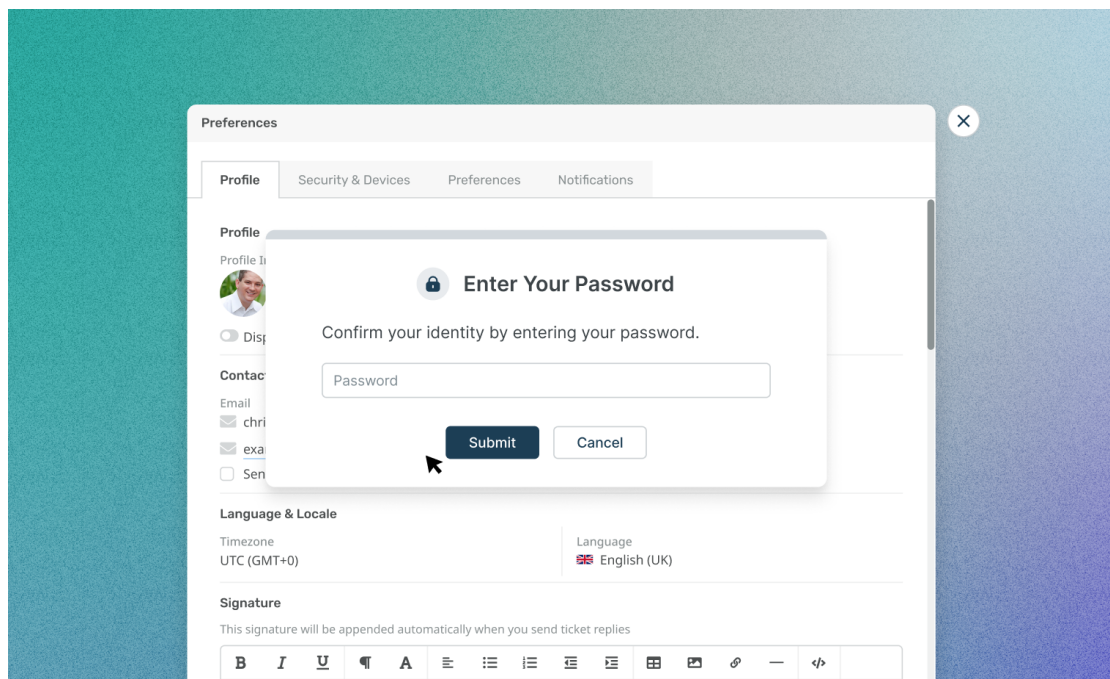 Preferences
Profile Security & Devices Preferences Notifications
Profile
Profile
Enter Your Password
Confirm your identity by entering your password.
Password
Submit Cancel
Email
Language & Locale
Timezone Language
UTC (GMT+0) English (UK)
Signature
This signature will be appended automatically when you send ticket replies
B I U ¶ A </>